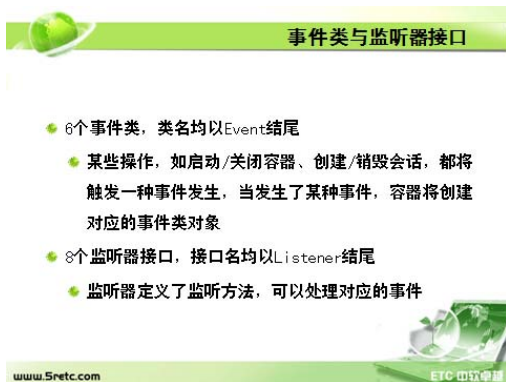 事件类与监听器接口
6个事件类，类名均以Event结尾
某些操作，如启动/关闭容器、创建/销毁会话，都将
触发一种事件发生，当发生了某种事件，容器将创建
对应的事件类对象
8个监听器接口，接口名均以Listener结尾
监听器定义了监听方法，可以处理对应的事件
www.5retc.com
ETC 中软卓越